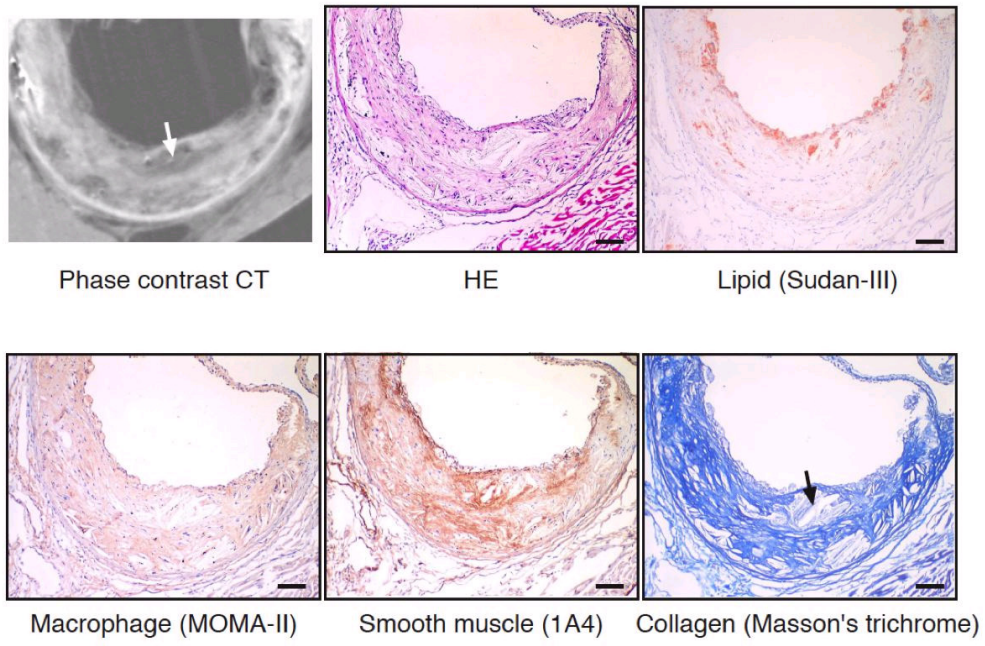 Phase contrast CT
HE
Lipid (Sudan-III)
Macrophage (MOMA-II)
Smooth muscle (1A4)
Collagen (Masson's trichrome)